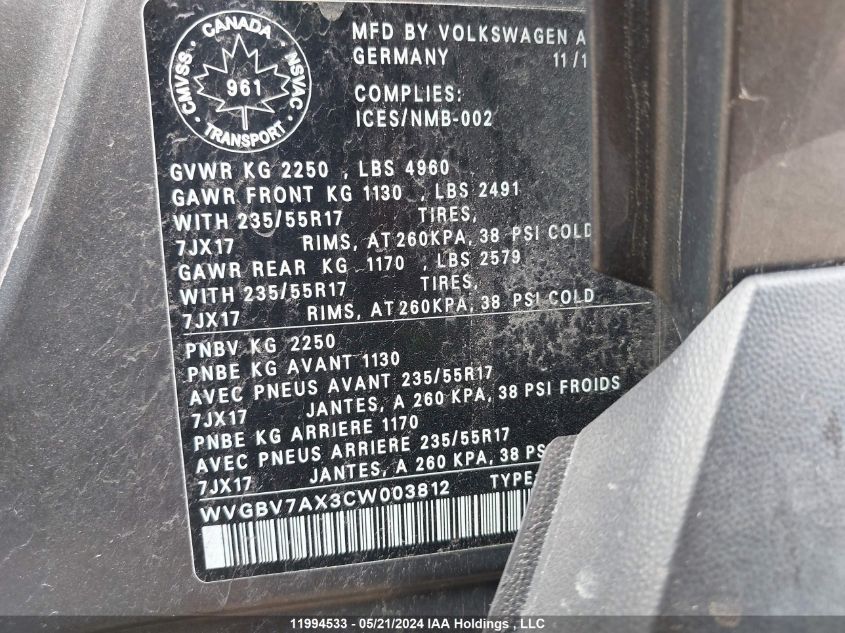 CANADA
CMVSS NSVAC
961
TRANSPORT
MFD BY VOLKSWAGEN A
GERMANY 11/1
COMPLIES:
ICES/NMB-002
GVWR KG 2250 , LBS 4960
GAWR FRONT KG 1130 , LBS 2491
WITH 235/55R17 TIRES,
7JX17 RIMS, AT 260KPA, 38 PSI COLD
GAWR REAR KG 1170 , LBS 2579
WITH 235/55R17 TIRES,
7JX17 RIMS, AT 260KPA, 38 PSI COLD
PNBV KG 2250
PNBE KG AVANT 1130
AVEC PNEUS AVANT 235/55R17
7JX17 JANTES, A 260 KPA, 38 PSI FROIDS
PNBE KG ARRIERE 1170
AVEC PNEUS ARRIERE 235/55R17
7JX17 JANTES, A 260 KPA, 38 PS
WVGBV7AX3CW003812 TYPE
11994533 - 05/21/2024 IAA Holdings , LLC